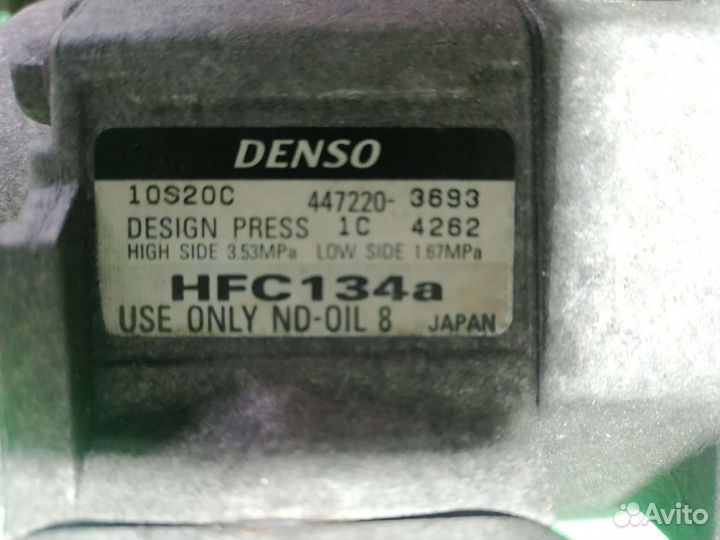 DENSO
10S20C 447220- 3693
DESIGN PRESS 1C 4262
HIGH SIDE 3.53MPa LOW SIDE 1.67MPa
HFC134a
USE ONLY ND-OIL 8 JAPAN
Avito